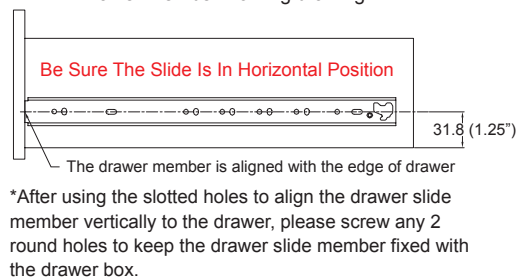 Be Sure The Slide Is In Horizontal Position
31.8 (1.25”)
The drawer member is aligned with the edge of drawer
*After using the slotted holes to align the drawer slide
member vertically to the drawer, please screw any 2
round holes to keep the drawer slide member fixed with
the drawer box.